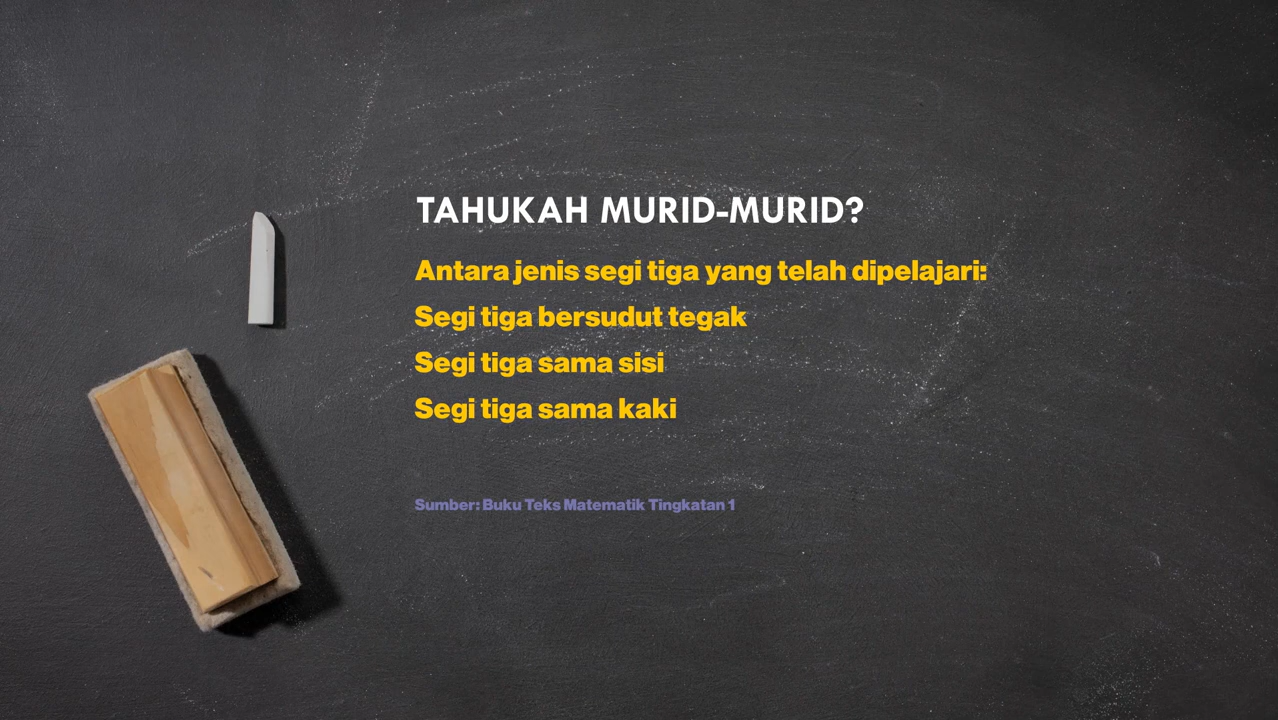 TAHUKAH MURID-MURID?
Antara jenis segi tiga yang telah dipelajari:
Segi tiga bersudut tegak
Segi tiga sama sisi
Segi tiga sama kaki
Sumber: Buku Teks Matematik Tingkatan 1